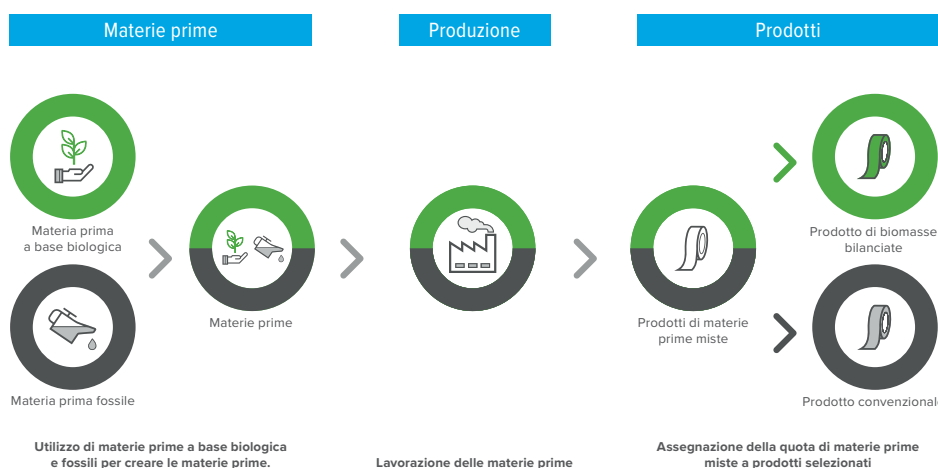 Materie prime
Produzione
Prodotti
Materia prima
a base biologica
Materia prima fossile
Materie prime
Prodotti di materie
prime miste
Prodotto di biomasse
bilanciate
Prodotto convenzionale
Utilizzo di materie prime a base biologica
e fossili per creare le materie prime.
Lavorazione delle materie prime
Assegnazione della quota di materie prime
miste a prodotti selezionati